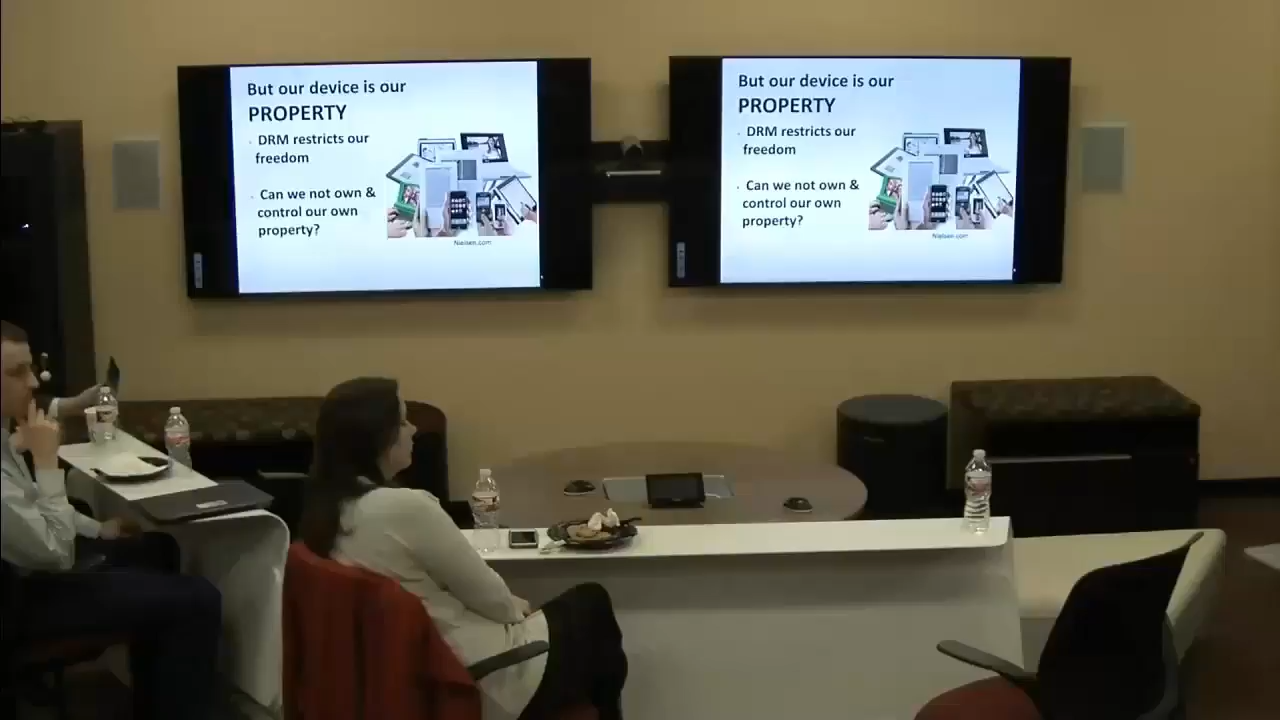 But our device is our
PROPERTY
DRM restricts our
freedom
Can we not own &
control our own
property?
Nielsen.com
But our device is our
PROPERTY
DRM restricts our
freedom
Can we not own &
control our own
property?
Nielsen.com